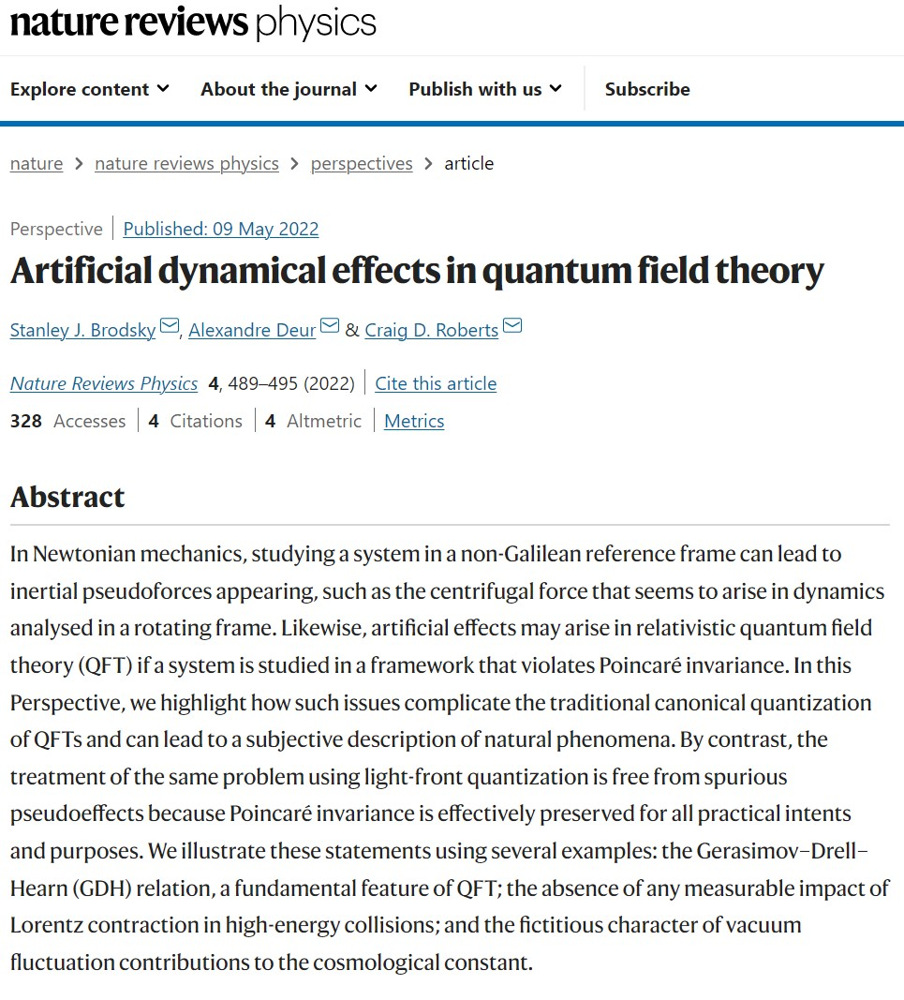 nature reviews physics
Explore content About the journal Publish with us Subscribe
nature > nature reviews physics > perspectives > article
Perspective | Published: 09 May 2022
Artificial dynamical effects in quantum field theory
Stanley J. Brodsky, Alexandre Deur & Craig D. Roberts
Nature Reviews Physics 4, 489–495 (2022) | Cite this article
328 Accesses | 4 Citations | 4 Altmetric | Metrics
Abstract
In Newtonian mechanics, studying a system in a non-Galilean reference frame can lead to
inertial pseudoforces appearing, such as the centrifugal force that seems to arise in dynamics
analysed in a rotating frame. Likewise, artificial effects may arise in relativistic quantum field
theory (QFT) if a system is studied in a framework that violates Poincaré invariance. In this
Perspective, we highlight how such issues complicate the traditional canonical quantization
of QFTs and can lead to a subjective description of natural phenomena. By contrast, the
treatment of the same problem using light-front quantization is free from spurious
pseudoeffects because Poincaré invariance is effectively preserved for all practical intents
and purposes. We illustrate these statements using several examples: the Gerasimov–Drell–
Hearn (GDH) relation, a fundamental feature of QFT; the absence of any measurable impact of
Lorentz contraction in high-energy collisions; and the fictitious character of vacuum
fluctuation contributions to the cosmological constant.